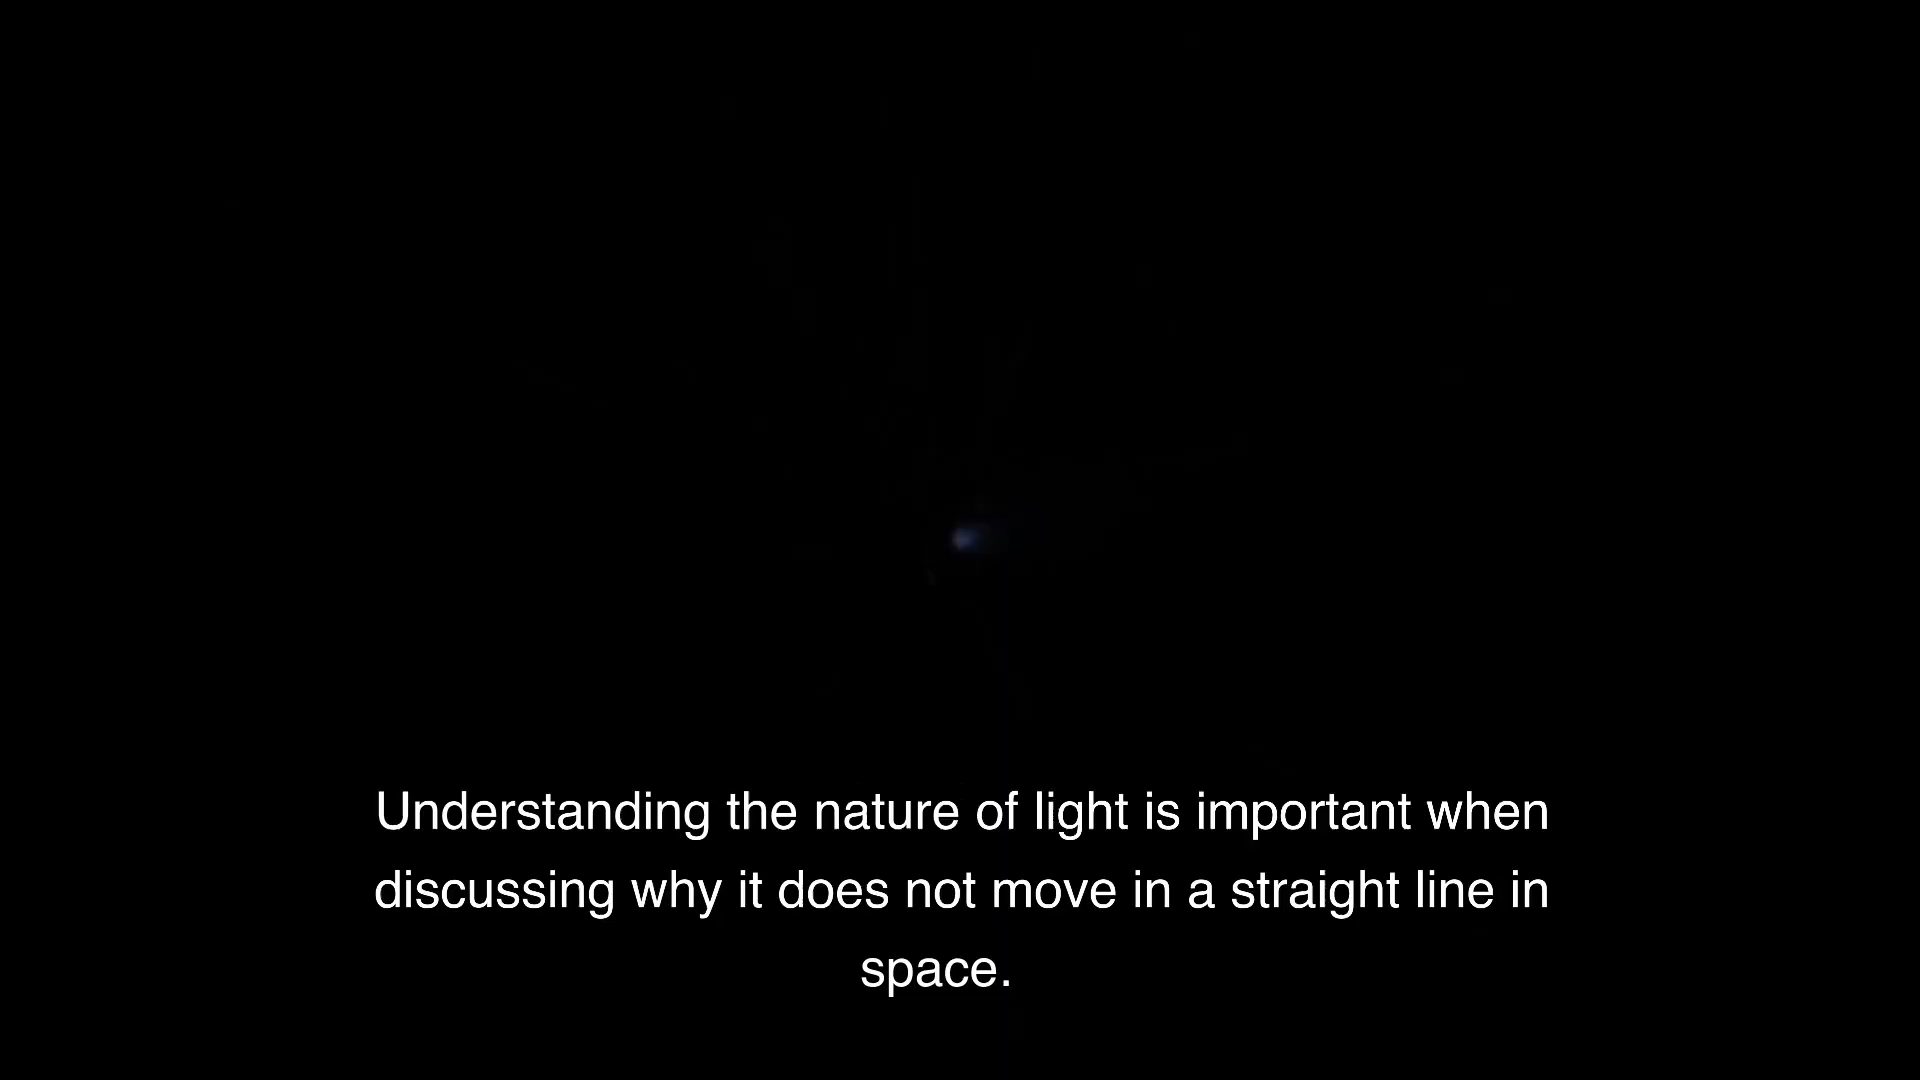 Understanding the nature of light is important when
discussing why it does not move in a straight line in
space.